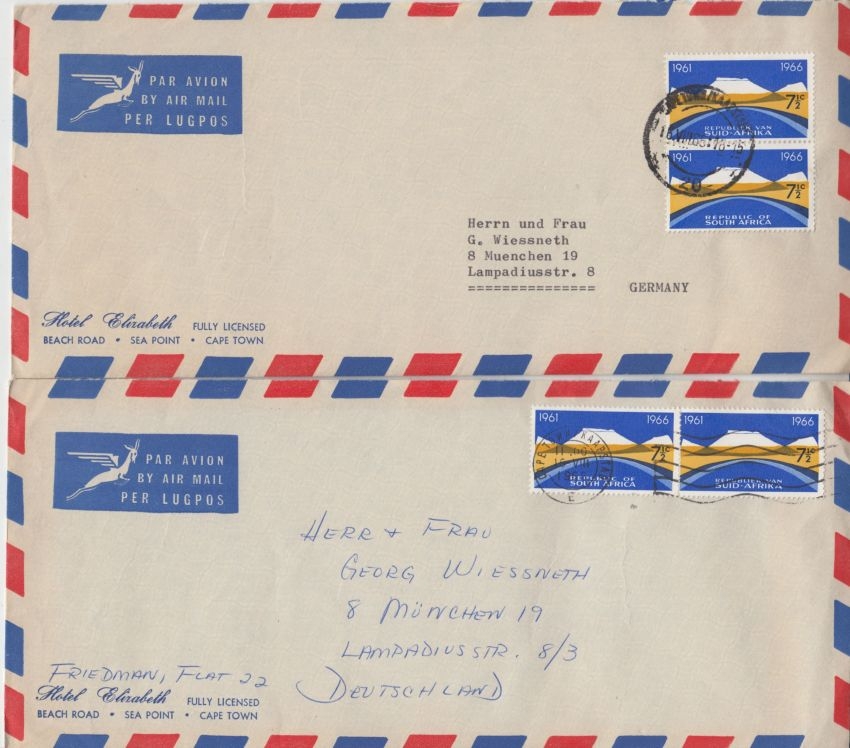 PAR AVION
BY AIR MAIL
PER LUGPOS
1961 1966
7½c
REPUBLIEK VAN
SUID-AFRIKA
20
1961 1966
7½c
REPUBLIC OF
SOUTH AFRICA
Herrn und Frau
G. Wiessneth
8 Muenchen 19
Lampadiusstr. 8
GERMANY
Hotel Elizabeth FULLY LICENSED
BEACH ROAD • SEA POINT • CAPE TOWN
1961 1966
7½c
REPUBLIC OF
SOUTH AFRICA
1961 1966
7½c
REPUBLIEK VAN
SUID-AFRIKA
PAR AVION
BY AIR MAIL
PER LUGPOS
HERR + FRAU
GEORG WIESSNETH
8 MÜNCHEN 19
LAMPADIUSSTR. 8/3
DEUTSCHLAND
FRIEDMAN, FLAT 22
Hotel Elizabeth FULLY LICENSED
BEACH ROAD • SEA POINT • CAPE TOWN